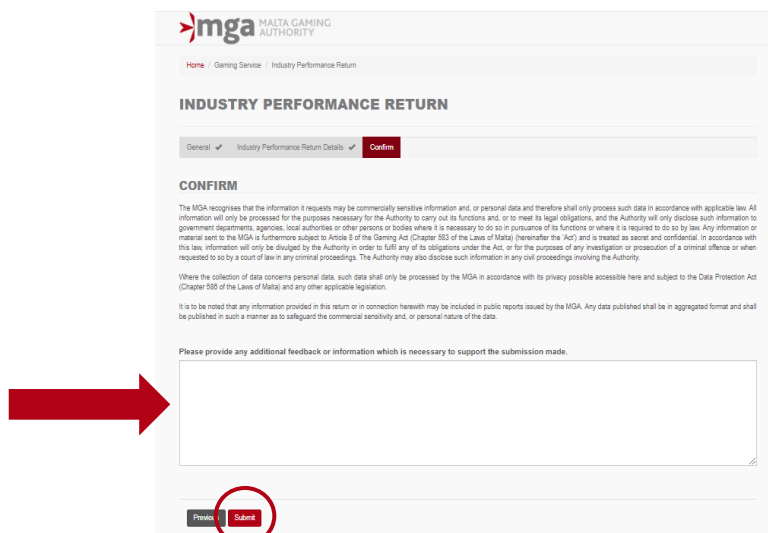 mga MALTA GAMING
AUTHORITY
Home / Gaming Service / Industry Performance Return
INDUSTRY PERFORMANCE RETURN
General ✔ Industry Performance Return Details ✔ Confirm
CONFIRM
The MGA recognises that the information it requests may be commercially sensitive information and, or personal data and therefore shall only process such data in accordance with applicable law. All
information will only be processed for the purposes necessary for the Authority to carry out its functions and, or to meet its legal obligations, and the Authority will only disclose such information to
government departments, agencies, local authorities or other persons or bodies where it is necessary to do so in pursuance of its functions or where it is required to do so by law. Any information or
material sent to the MGA is furthermore subject to Article 8 of the Gaming Act (Chapter 583 of the Laws of Malta) (hereinafter the 'Act') and is treated as secret and confidential. In accordance with
this law, information will only be divulged by the Authority in order to fulfil any of its obligations under the Act, or for the purposes of any investigation or prosecution of a criminal offence or when
requested to so by a court of law in any criminal proceedings. The Authority may also disclose such information in any civil proceedings involving the Authority.
Where the collection of data concerns personal data, such data shall only be processed by the MGA in accordance with its privacy possible accessible here and subject to the Data Protection Act
(Chapter 586 of the Laws of Malta) and any other applicable legislation.
It is to be noted that any information provided in this return or in connection herewith may be included in public reports issued by the MGA. Any data published shall be in aggregated format and shall
be published in such a manner as to safeguard the commercial sensitivity and, or personal nature of the data.
Please provide any additional feedback or information which is necessary to support the submission made.
Previous Submit